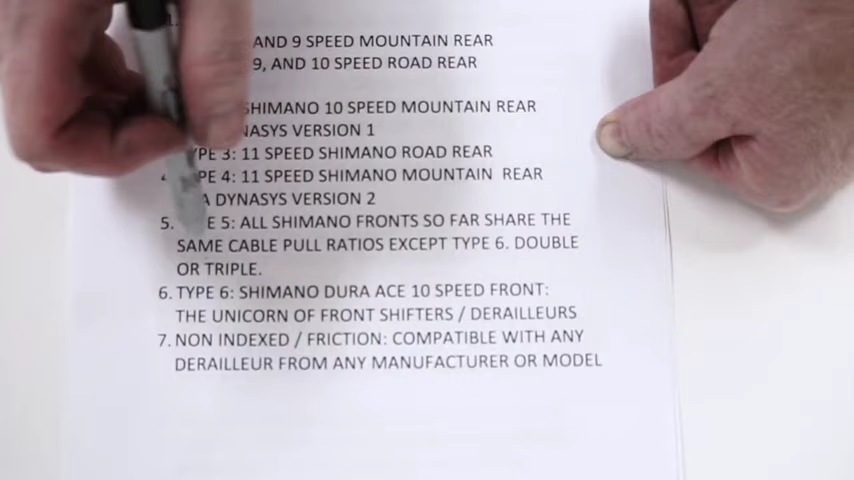 1.
AND 9 SPEED MOUNTAIN REAR
9, AND 10 SPEED ROAD REAR
SHIMANO 10 SPEED MOUNTAIN REAR
NASYS VERSION 1
YPE 3: 11 SPEED SHIMANO ROAD REAR
4 PE 4: 11 SPEED SHIMANO MOUNTAIN REAR
A DYNASYS VERSION 2
5. E 5: ALL SHIMANO FRONTS SO FAR SHARE THE
SAME CABLE PULL RATIOS EXCEPT TYPE 6. DOUBLE
OR TRIPLE.
6. TYPE 6: SHIMANO DURA ACE 10 SPEED FRONT:
THE UNICORN OF FRONT SHIFTERS / DERAILLEURS
7. NON INDEXED / FRICTION: COMPATIBLE WITH ANY
DERAILLEUR FROM ANY MANUFACTURER OR MODEL